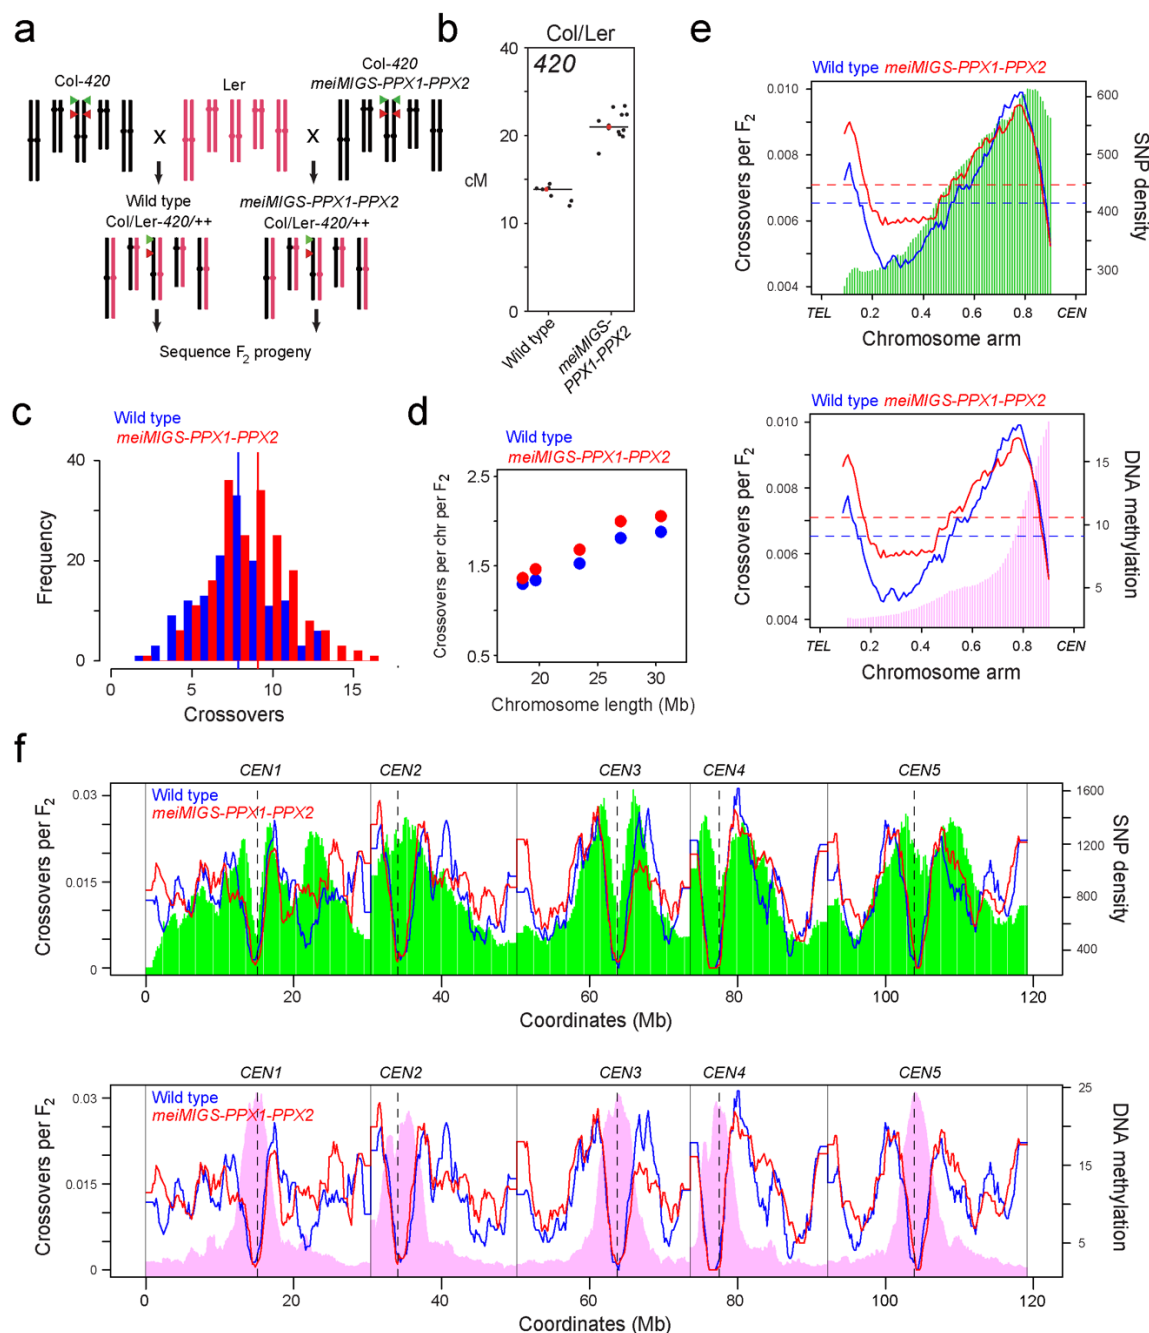 a
Col-420
Ler
Col-420
meiMIGS-PPX1-PPX2
X
X
Wild type
Col/Ler-420/++
meiMIGS-PPX1-PPX2
Col/Ler-420/++
Sequence F2 progeny
b
Col/Ler
420
40
30
20
cM
10
0
Wild type
meiMIGS-
PPX1-PPX2
c
Wild type
meiMIGS-PPX1-PPX2
40
20
0
Frequency
0 5 10 15
Crossovers
d
Wild type
meiMIGS-PPX1-PPX2
2.5
1.5
0.5
Crossovers per chr per F2
20 25 30
Chromosome length (Mb)
e
Wild type meiMIGS-PPX1-PPX2
0.010
0.008
0.006
0.004
Crossovers per F2
600
500
400
300
SNP density
TEL 0.2 0.4 0.6 0.8 CEN
Chromosome arm
Wild type meiMIGS-PPX1-PPX2
0.010
0.008
0.006
0.004
Crossovers per F2
15
10
5
DNA methylation
TEL 0.2 0.4 0.6 0.8 CEN
Chromosome arm
f
CEN1 CEN2 CEN3 CEN4 CEN5
Wild type
meiMIGS-PPX1-PPX2
0.03
0.015
0
Crossovers per F2
1600
1200
800
400
SNP density
0 20 40 60 80 100 120
Coordinates (Mb)
CEN1 CEN2 CEN3 CEN4 CEN5
Wild type
meiMIGS-PPX1-PPX2
0.03
0.015
0
Crossovers per F2
25
20
15
10
5
DNA methylation
0 20 40 60 80 100 120
Coordinates (Mb)